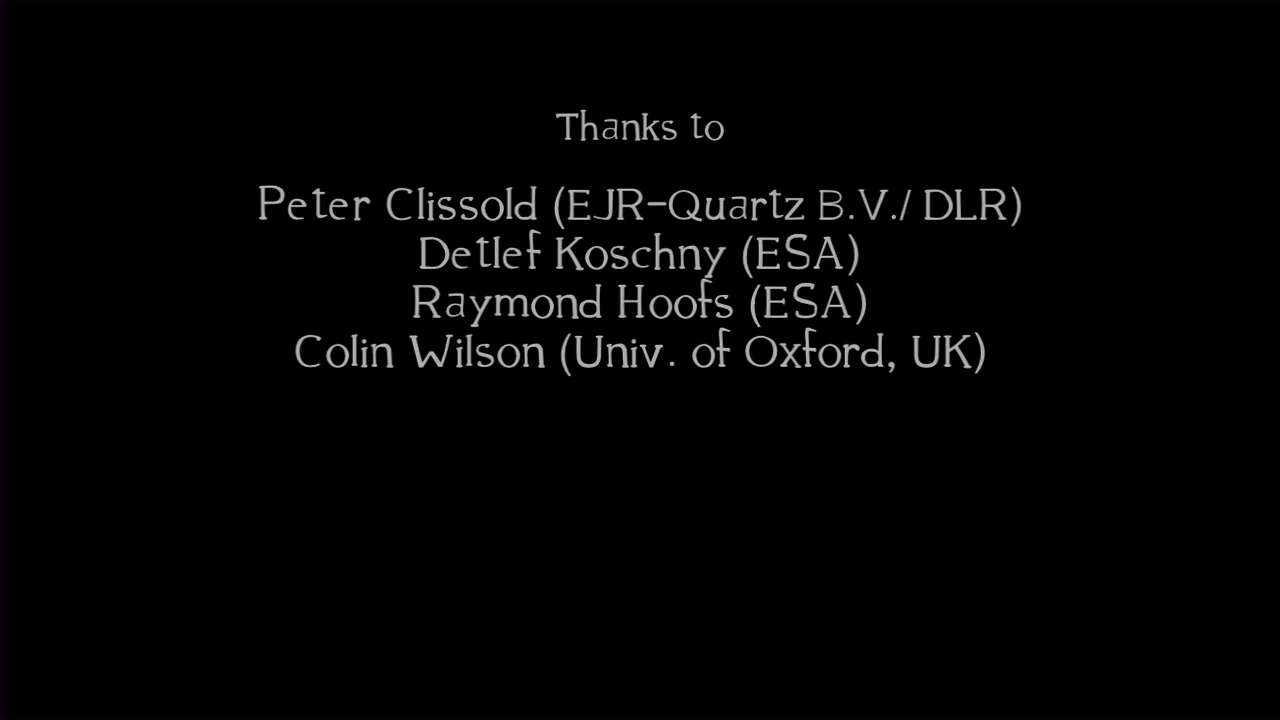 Thanks to
Peter Clissold (EJR-Quartz B.V./ DLR)
Detlef Koschny (ESA)
Raymond Hoofs (ESA)
Colin Wilson (Univ. of Oxford, UK)